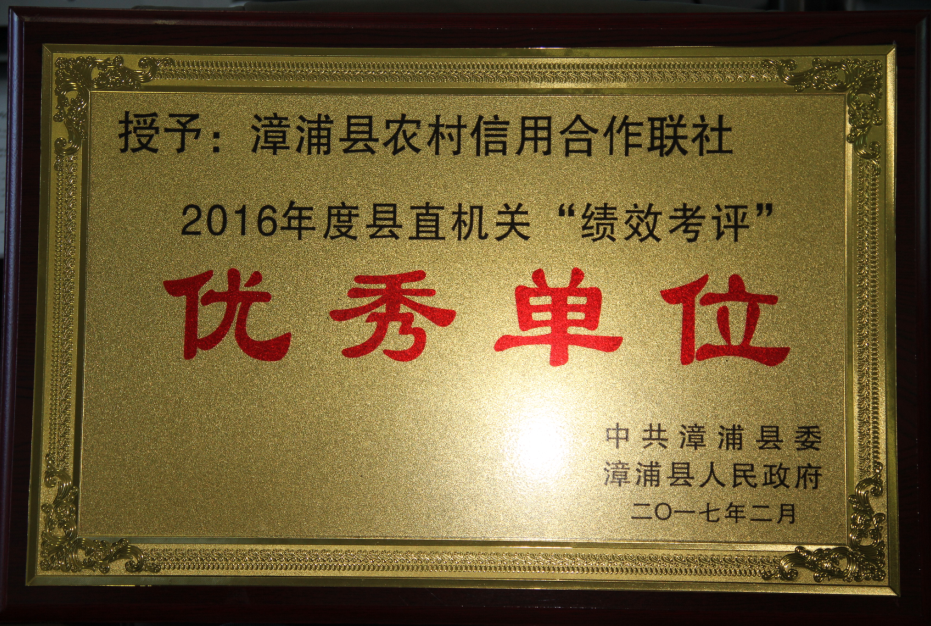 授予：漳浦县农村信用合作联社
2016年度县直机关“绩效考评”
优秀单位
中共漳浦县委
漳浦县人民政府
二〇一七年二月